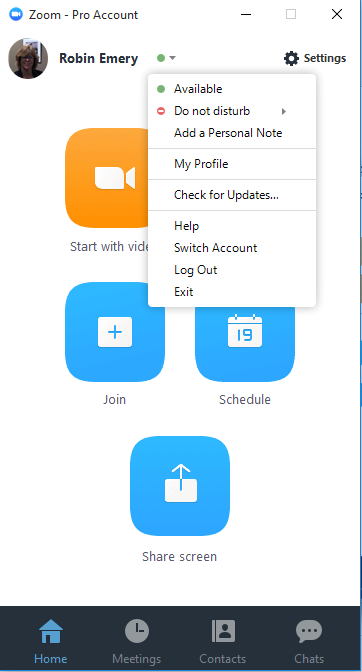 Zoom - Pro Account
Robin Emery
Settings
Available
Do not disturb
Add a Personal Note
My Profile
Check for Updates...
Help
Switch Account
Log Out
Exit
Start with vide
19
Join
Schedule
Share screen
Home
Meetings
Contacts
Chats